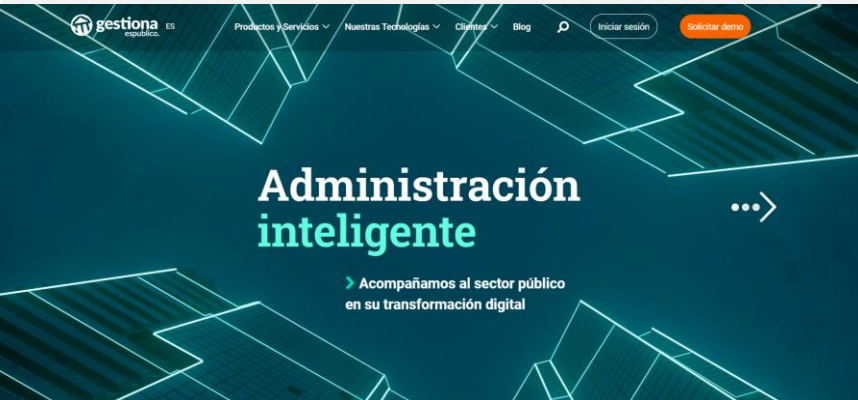 gestiona ES
espublico.
Productos y Servicios Nuestras Tecnologías Clientes Blog Iniciar sesión Solicitar demo
Administración
inteligente
Acompañamos al sector público
en su transformación digital